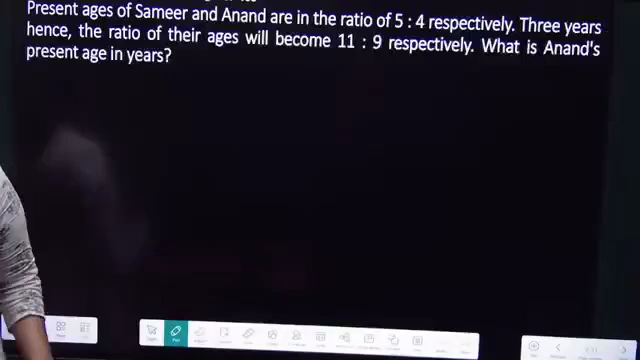 Present ages of Sameer and Anand are in the ratio of 5 : 4 respectively. Three years
hence, the ratio of their ages will become 11 : 9 respectively. What is Anand's
present age in years?